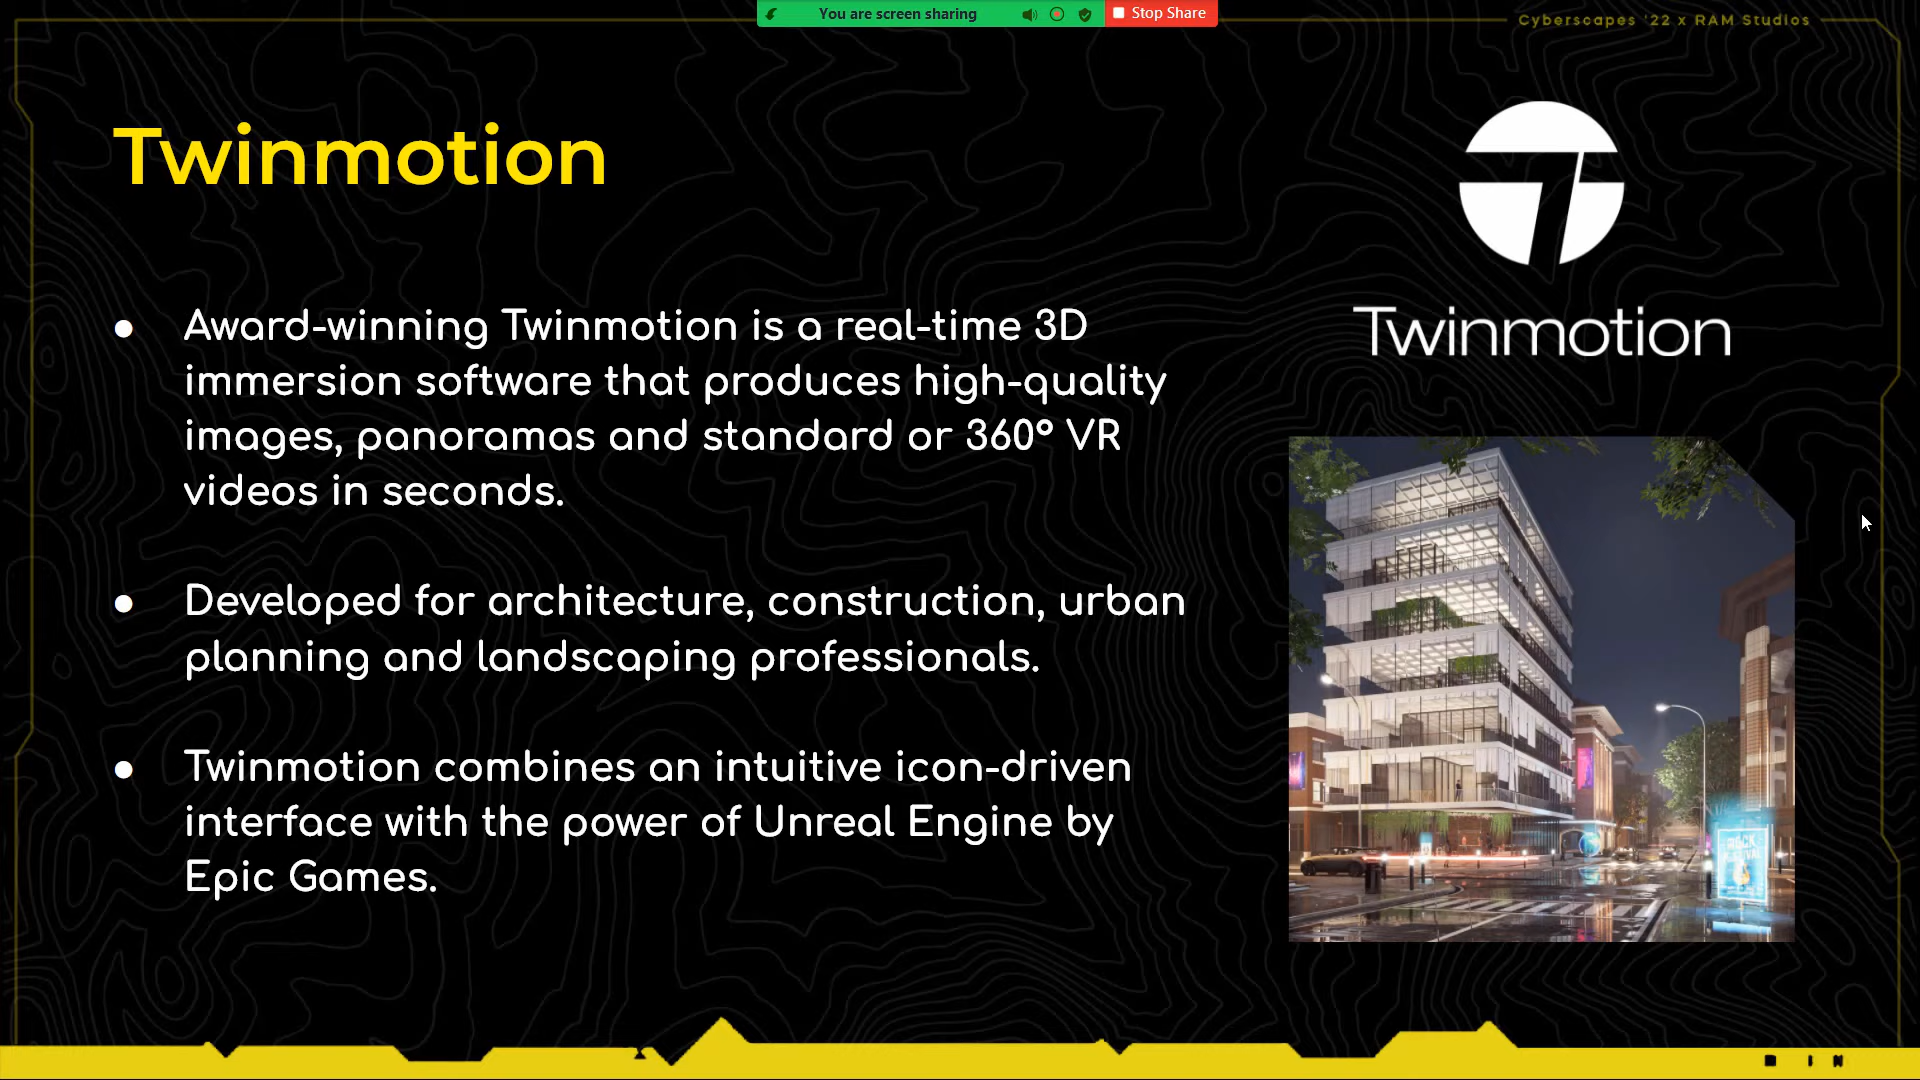 You are screen sharing
Stop Share
Cyberscapes '22 x RAM Studios
Twinmotion
Twinmotion
● Award-winning Twinmotion is a real-time 3D
immersion software that produces high-quality
images, panoramas and standard or 360° VR
videos in seconds.
● Developed for architecture, construction, urban
planning and landscaping professionals.
● Twinmotion combines an intuitive icon-driven
interface with the power of Unreal Engine by
Epic Games.
ROCK